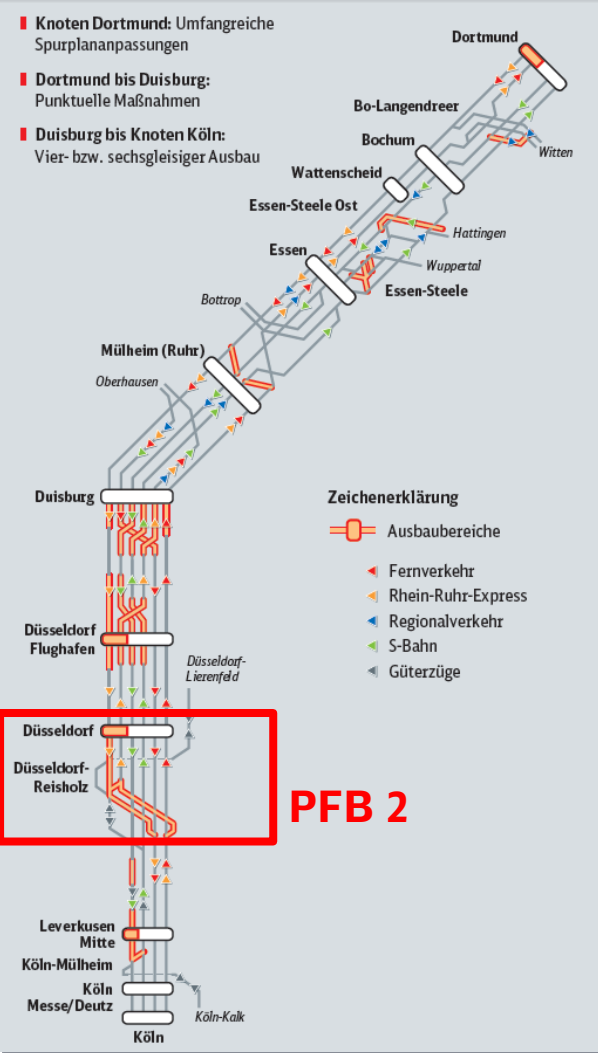 Knoten Dortmund: Umfangreiche
Spurplananpassungen
Dortmund bis Duisburg:
Punktuelle Maßnahmen
Duisburg bis Knoten Köln:
Vier- bzw. sechsgleisiger Ausbau
Dortmund
Bo-Langendreer
Bochum
Witten
Wattenscheid
Essen-Steele Ost
Hattingen
Essen
Wuppertal
Essen-Steele
Bottrop
Mülheim (Ruhr)
Oberhausen
Duisburg
Zeichenerklärung
Ausbaubereiche
Fernverkehr
Rhein-Ruhr-Express
Regionalverkehr
S-Bahn
Güterzüge
Düsseldorf
Flughafen
Düsseldorf-
Lierenfeld
Düsseldorf
Düsseldorf-
Reisholz
PFB 2
Leverkusen
Mitte
Köln-Mülheim
Köln
Messe/Deutz
Köln-Kalk
Köln